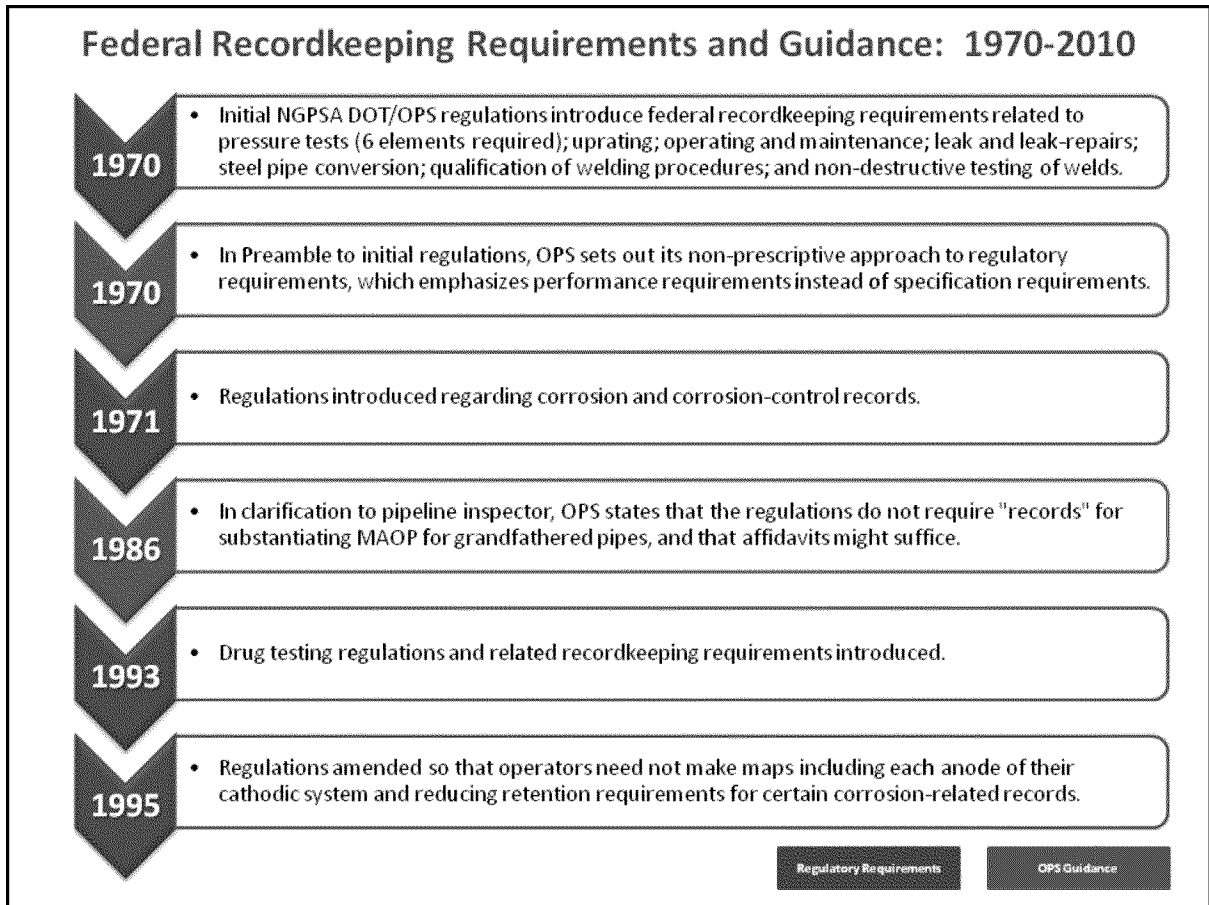 Federal Recordkeeping Requirements and Guidance: 1970-2010
1970
• Initial NGPSA DOT/OPS regulations introduce federal recordkeeping requirements related to
pressure tests (6 elements required); uprating; operating and maintenance; leak and leak-repairs;
steel pipe conversion; qualification of welding procedures; and non-destructive testing of welds.
1970
• In Preamble to initial regulations, OPS sets out its non-prescriptive approach to regulatory
requirements, which emphasizes performance requirements instead of specification requirements.
1971
• Regulations introduced regarding corrosion and corrosion-control records.
1986
• In clarification to pipeline inspector, OPS states that the regulations do not require "records" for
substantiating MAOP for grandfathered pipes, and that affidavits might suffice.
1993
• Drug testing regulations and related recordkeeping requirements introduced.
1995
• Regulations amended so that operators need not make maps including each anode of their
cathodic system and reducing retention requirements for certain corrosion-related records.
Regulatory Requirements
OPS Guidance